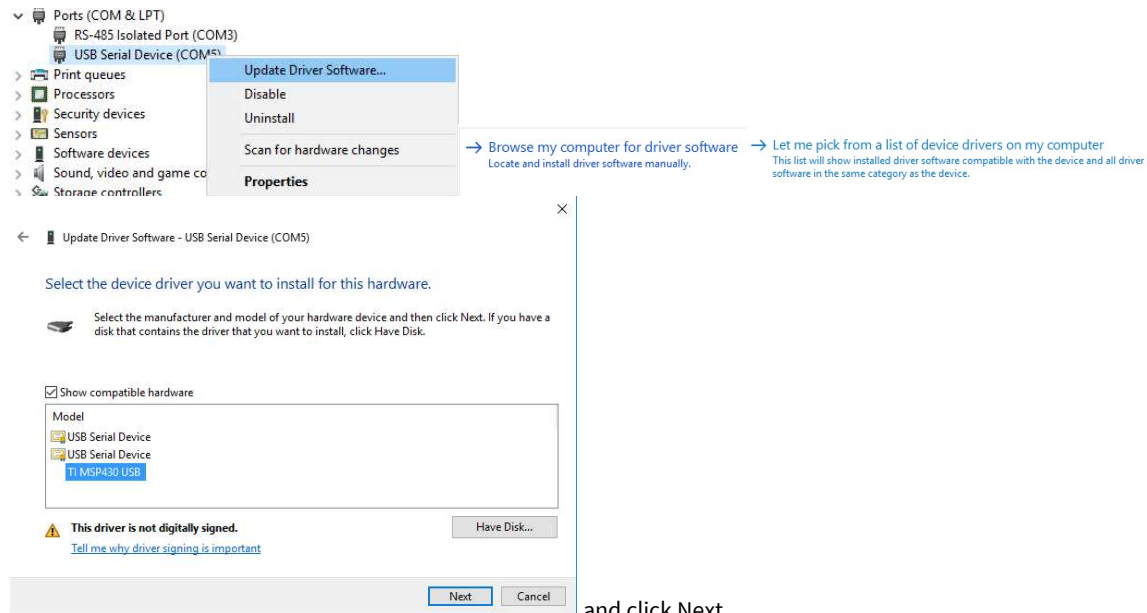 Ports (COM & LPT)
RS-485 Isolated Port (COM3)
USB Serial Device (COM5)
Print queues
Processors
Security devices
Sensors
Software devices
Sound, video and game co
Storage controllers
Update Driver Software...
Disable
Uninstall
Scan for hardware changes
Properties
→ Browse my computer for driver software
Locate and install driver software manually.
→ Let me pick from a list of device drivers on my computer
This list will show installed driver software compatible with the device and all driver
software in the same category as the device.
Update Driver Software - USB Serial Device (COM5)
Select the device driver you want to install for this hardware.
Select the manufacturer and model of your hardware device and then click Next. If you have a
disk that contains the driver that you want to install, click Have Disk.
Show compatible hardware
Model
USB Serial Device
USB Serial Device
TI MSP430 USB
This driver is not digitally signed.
Tell me why driver signing is important
Have Disk...
Next
Cancel
and click Next